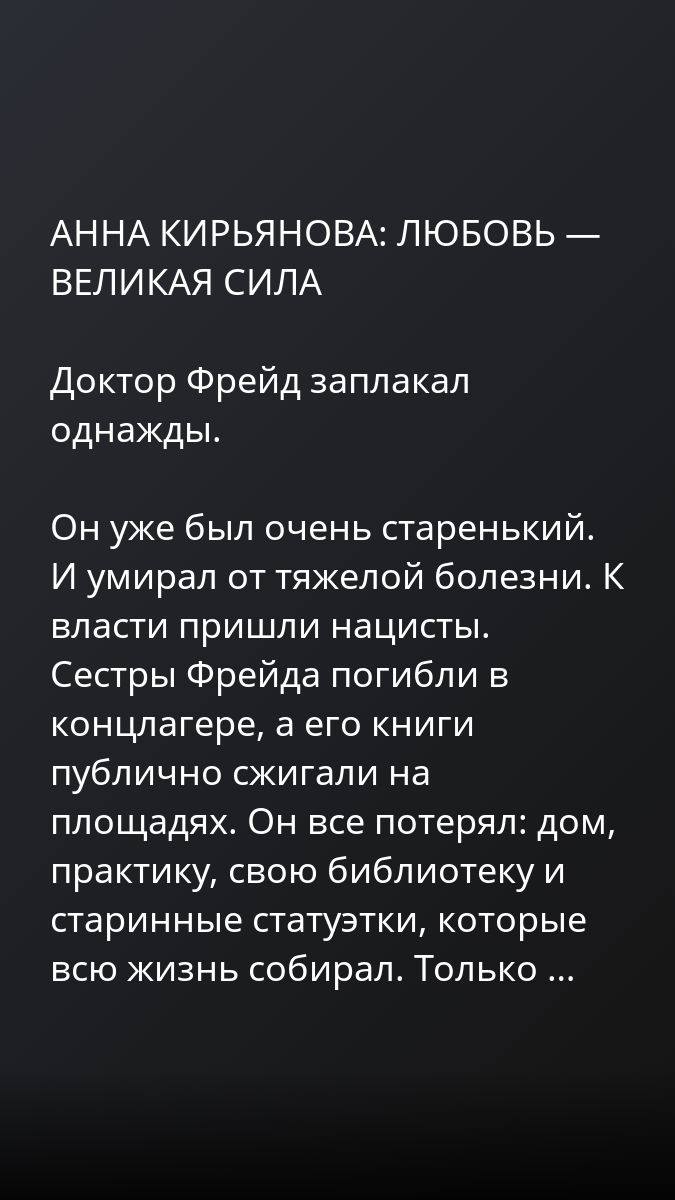 АННА КИРЬЯНОВА: ЛЮБОВЬ —
ВЕЛИКАЯ СИЛА
Доктор Фрейд заплакал
однажды.
Он уже был очень старенький.
И умирал от тяжелой болезни. К
власти пришли нацисты.
Сестры Фрейда погибли в
концлагере, а его книги
публично сжигали на
площадях. Он все потерял: дом,
практику, свою библиотеку и
старинные статуэтки, которые
всю жизнь собирал. Только ...